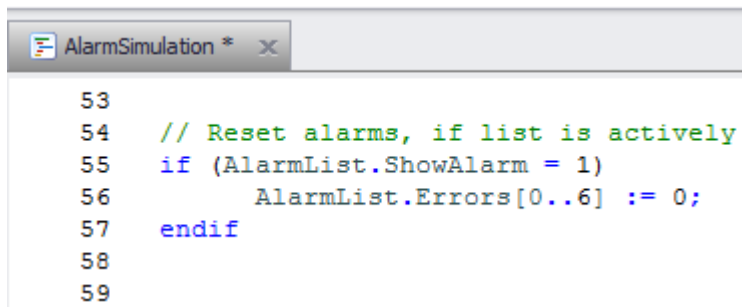 AlarmSimulation *
53
54 // Reset alarms, if list is actively
55 if (AlarmList.ShowAlarm = 1)
56 AlarmList.Errors[0..6] := 0;
57 endif
58
59